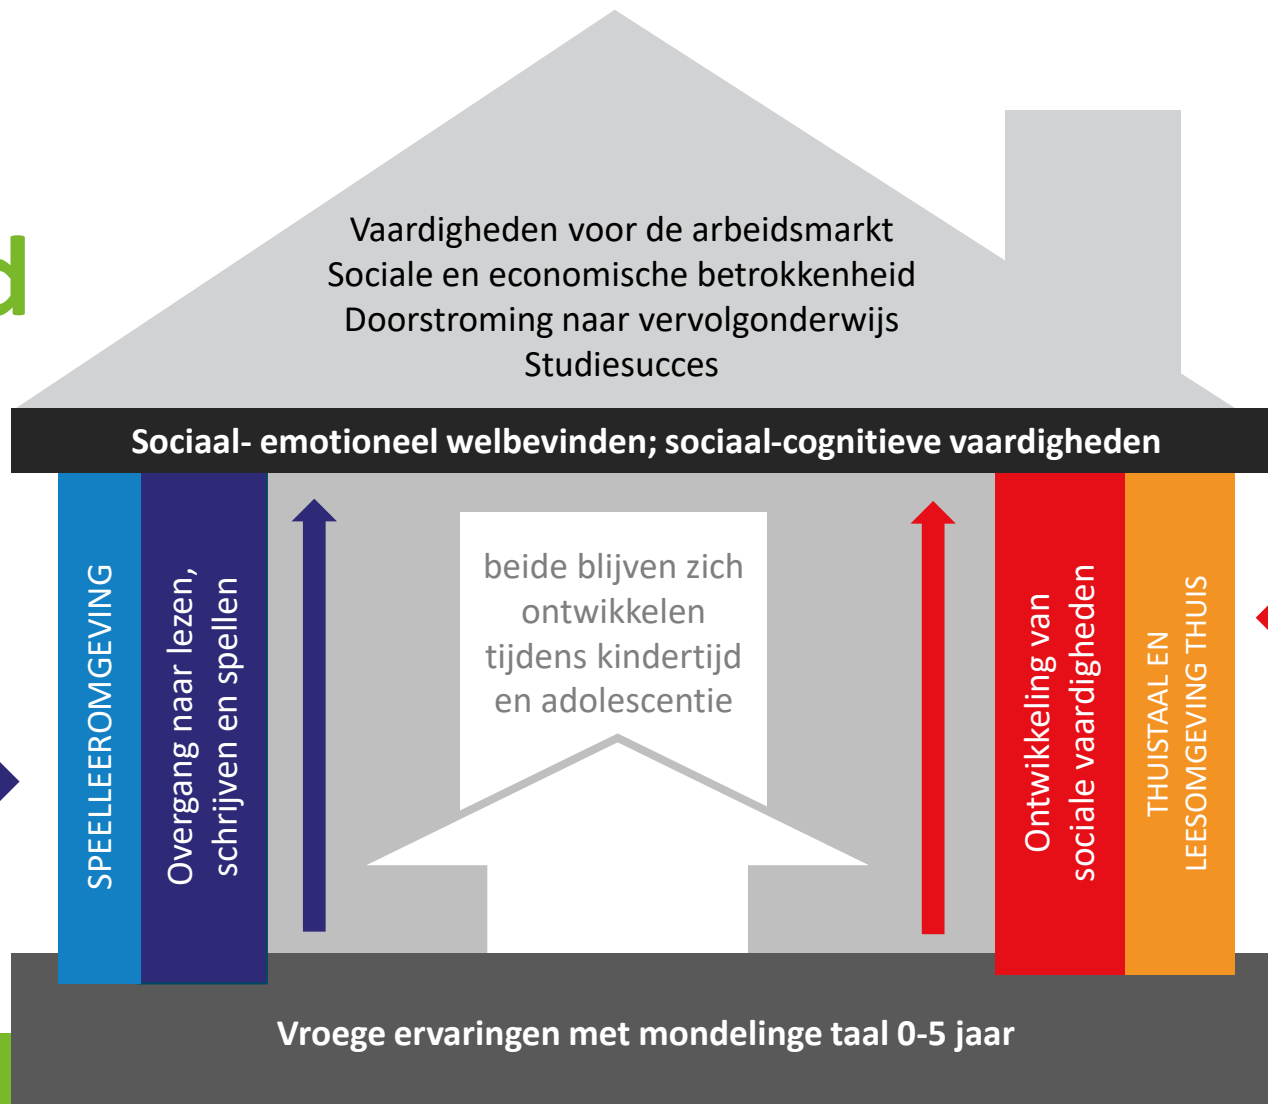 Vaardigheden voor de arbeidsmarkt
Sociale en economische betrokkenheid
Doorstroming naar vervolgonderwijs
Studiesucces
d
Sociaal- emotioneel welbevinden; sociaal-cognitieve vaardigheden
SPEELLEEROMGEVING
Overgang naar lezen,
schrijven en spellen
beide blijven zich
ontwikkelen
tijdens kindertijd
en adolescentie
Ontwikkeling van
sociale vaardigheden
THUISTAAL EN
LEESOMGEVING THUIS
Vroege ervaringen met mondelinge taal 0-5 jaar